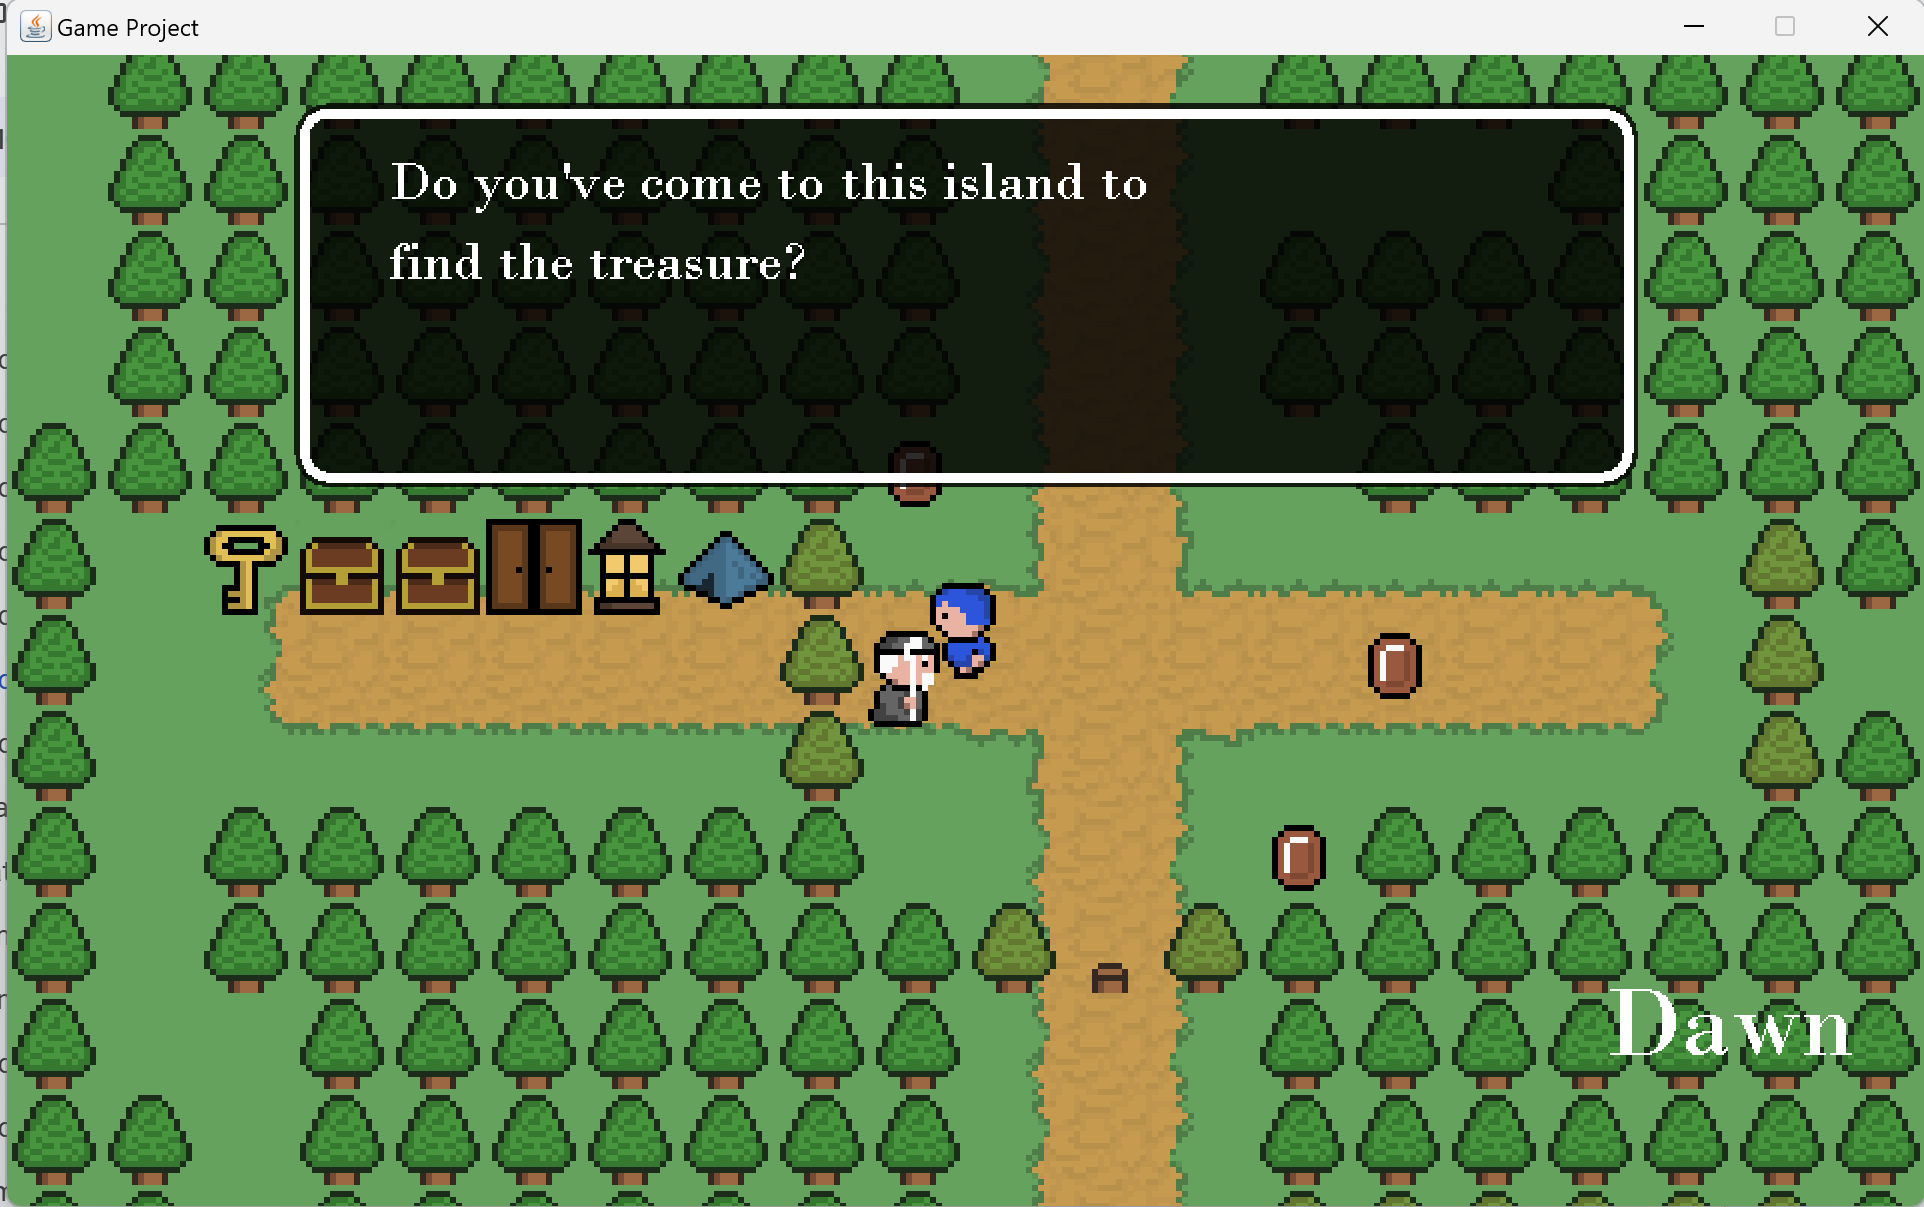 Game Project
Do you've come to this island to
find the treasure?
Dawn